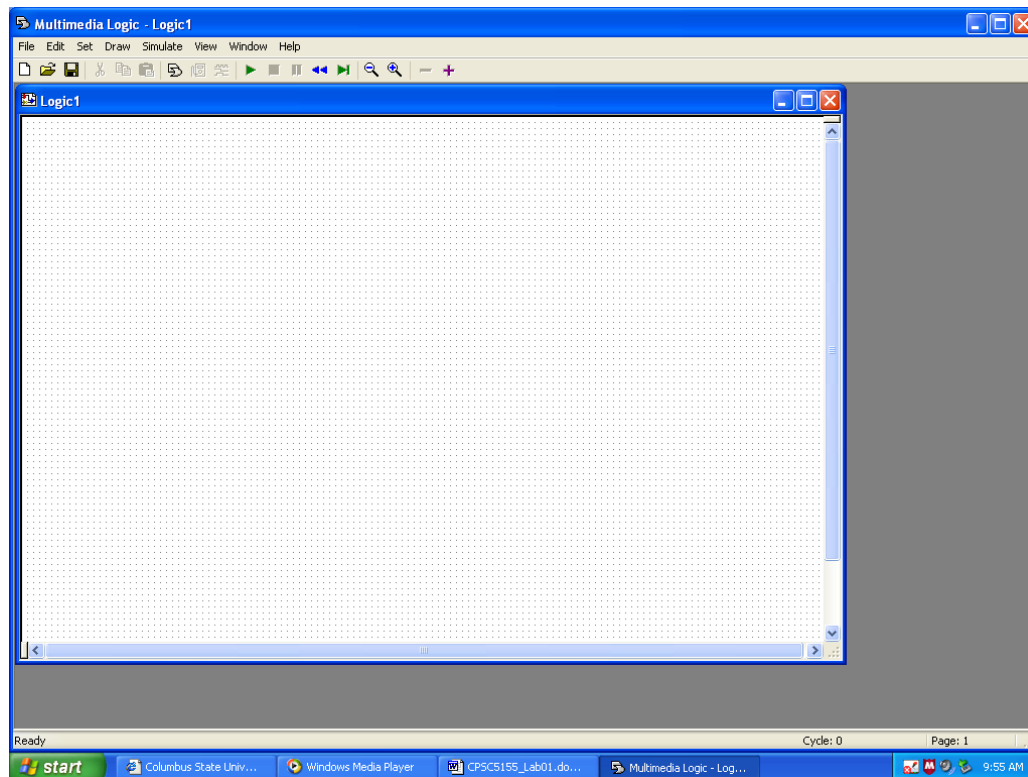 Multimedia Logic - Logic1
File Edit Set Draw Simulate View Window Help
Logic1
Ready Cycle: 0 Page: 1
start Columbus State Univ... Windows Media Player CPSC5155_Lab01.do... Multimedia Logic - Log... 9:55 AM